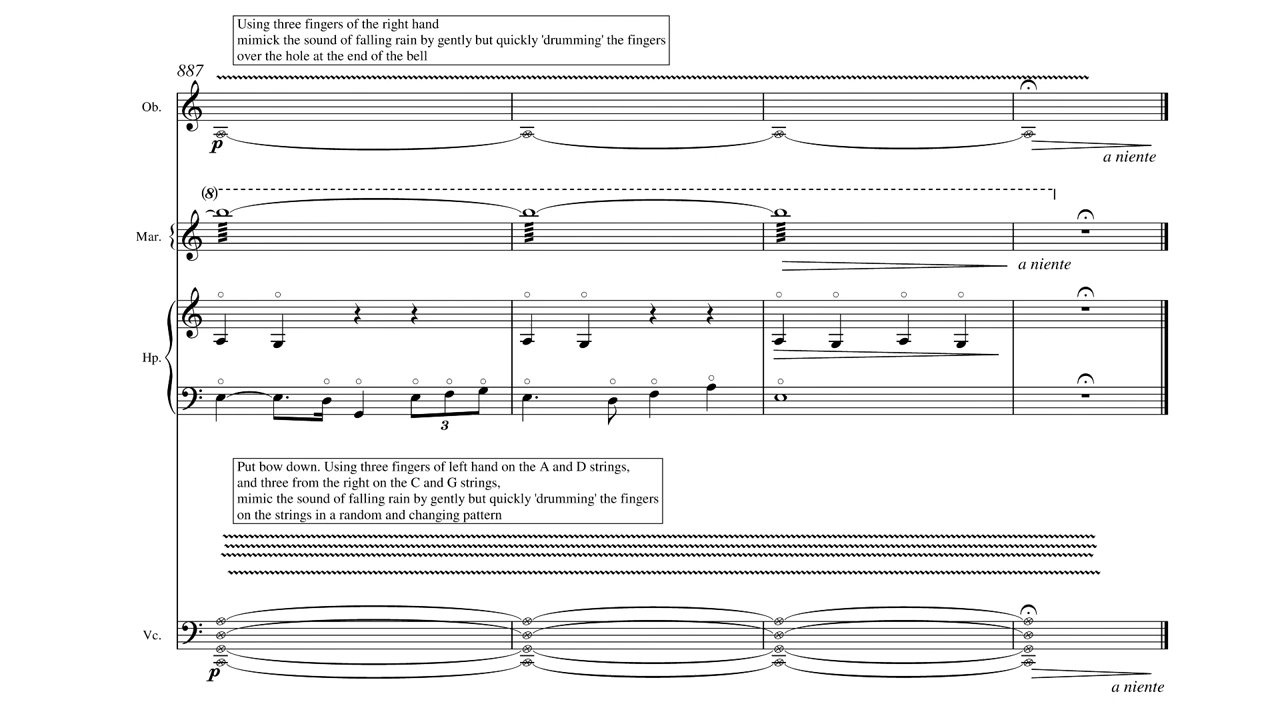 Using three fingers of the right hand
mimick the sound of falling rain by gently but quickly 'drumming' the fingers
over the hole at the end of the bell
887
Ob.
p
a niente
(8)
Mar.
a niente
Hp.
3
Put bow down. Using three fingers of left hand on the A and D strings,
and three from the right on the C and G strings,
mimic the sound of falling rain by gently but quickly 'drumming' the fingers
on the strings in a random and changing pattern
Vc.
p
a niente